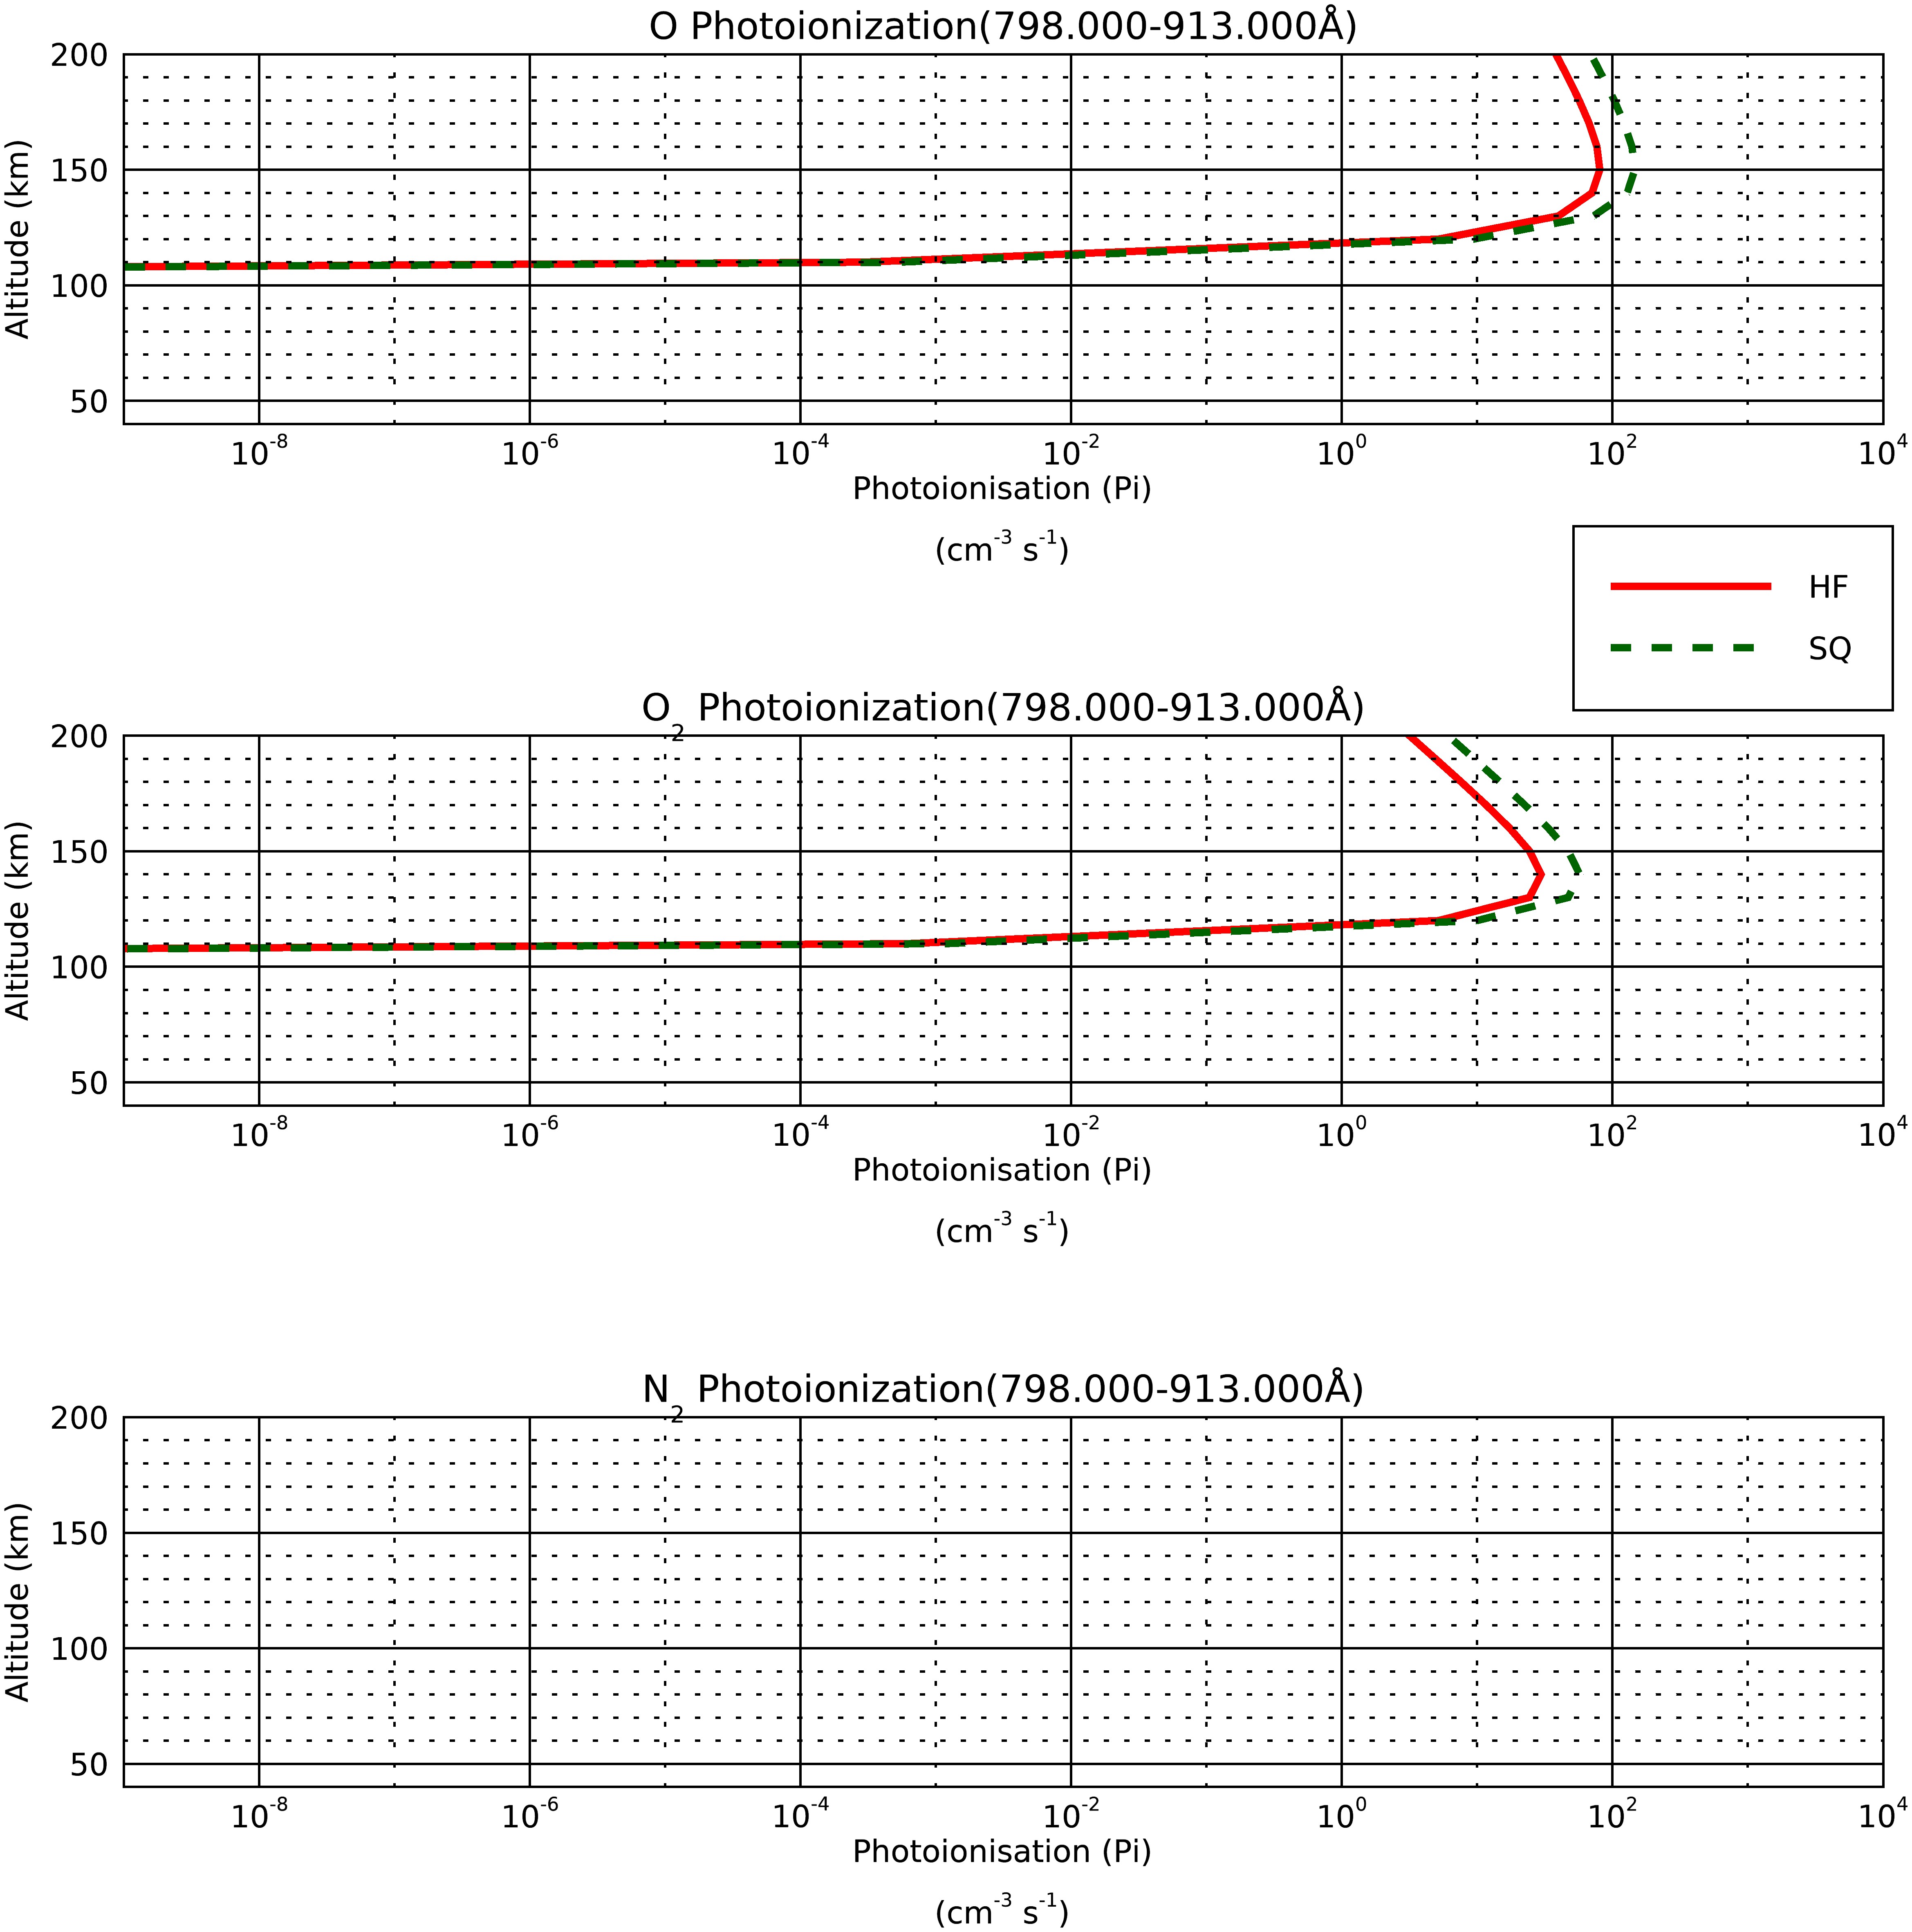 O Photoionization(798.000-913.000Å)
200
150
100
50
Altitude (km)
10⁻⁸ 10⁻⁶ 10⁻⁴ 10⁻² 10⁰ 10² 10⁴
Photoionisation (Pi)
(cm⁻³ s⁻¹)
HF
SQ
O₂ Photoionization(798.000-913.000Å)
200
150
100
50
Altitude (km)
10⁻⁸ 10⁻⁶ 10⁻⁴ 10⁻² 10⁰ 10² 10⁴
Photoionisation (Pi)
(cm⁻³ s⁻¹)
N₂ Photoionization(798.000-913.000Å)
200
150
100
50
Altitude (km)
10⁻⁸ 10⁻⁶ 10⁻⁴ 10⁻² 10⁰ 10² 10⁴
Photoionisation (Pi)
(cm⁻³ s⁻¹)